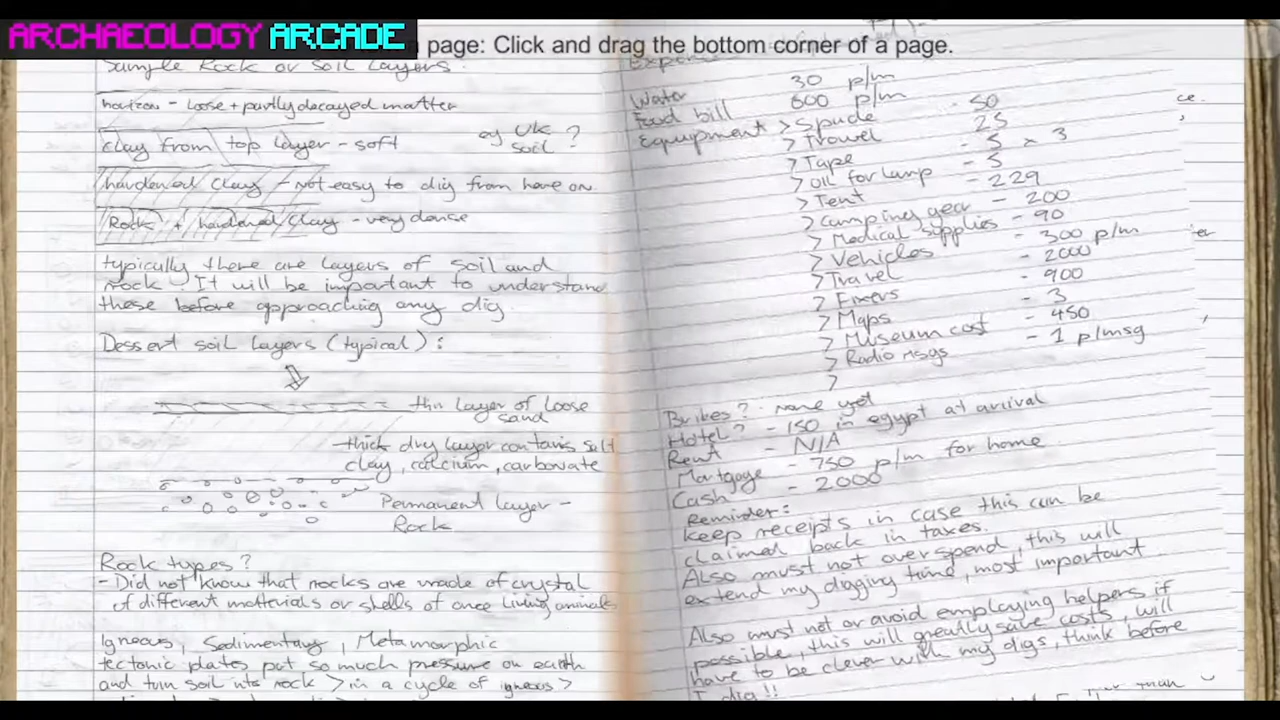 ARCHAEOLOGY ARCADE
page: Click and drag the bottom corner of a page.
Sample Rock or Soil Layers.
horizon - Loose + partly decayed matter
clay from top layer - soft
eg UK soil ?
hardened clay - Not easy to dig from here on.
Rock + hardened clay - very dense
typically there are layers of soil and
rock. It will be important to understand
these before approaching any dig
Dessert soil layers (typical) :
thin layer of loose
sand
thick dry layer contains salt
clay, calcium, carbonate
Permanent layer -
Rock
Rock types ?
- Did not know that rocks are made of crystal
of different matterials or shells of once living animals
Igneous, Sedimentary, Metamorphic
tectonic plates put so much pressure on earth
and turn soil into rock > in a cycle of igneous >
Water 30 p/m
Food bill 600 p/m
Equipment > Spude - 50
> Trowel 25
> Tape - 5 x 3
> Oil for lamp - 5
> Tent - 229
> Camping gear - 200
> Medical supplies - 90
> Vehicles - 300 p/m
> Travel - 2000
> Fixers - 900
> Maps - 3
> Museum cost - 450
> Radio msgs - 1 p/msg
>
Bribes ? - none yet
Hotel ? - 150 in egypt at arrival
Rent - N/A
Mortgage - 750 p/m for home
Cash - 2000
Reminder:
keep receipts in case this can be
claimed back in taxes.
Also must not overspend, this will
extend my digging time, most important
Also must not or avoid employing helpers if
possible, this will greatly save costs, will
have to be clever with my digs, think before
I dig !!
than